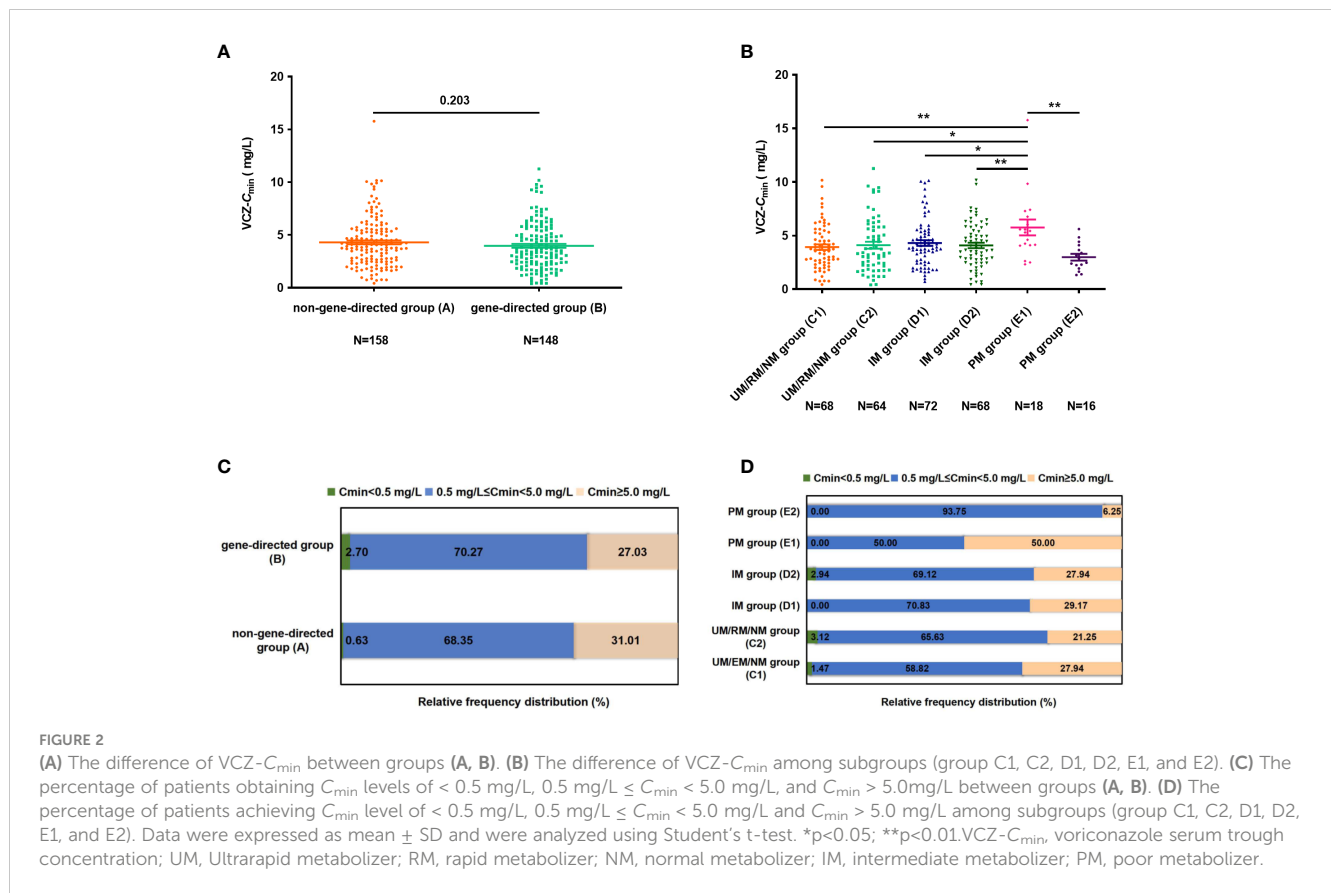 A
20
15
10
5
0
VCZ-Cmin (mg/L)
0.203
non-gene-directed group (A)
gene-directed group (B)
N=158
N=148
B
20
15
10
5
0
VCZ-Cmin ( mg/L)
**
*
*
**
**
UM/RM/NM group (C1)
UM/RM/NM group (C2)
IM group (D1)
IM group (D2)
PM group (E1)
PM group (E2)
N=68
N=64
N=72
N=68
N=18
N=16
C
Cmin<0.5 mg/L 0.5 mg/L≤Cmin<5.0 mg/L Cmin≥5.0 mg/L
gene-directed group
(B)
2.70 70.27 27.03
non-gene-directed
group (A)
0.63 68.35 31.01
Relative frequency distribution (%)
D
Cmin<0.5 mg/L 0.5 mg/L≤Cmin<5.0 mg/L Cmin≥5.0 mg/L
PM group (E2) 0.00 93.75 6.25
PM group (E1) 0.00 50.00 50.00
IM group (D2) 2.94 69.12 27.94
IM group (D1) 0.00 70.83 29.17
UM/RM/NM group
(C2)
3.12 65.63 21.25
UM/EM/NM group
(C1)
1.47 58.82 27.94
Relative frequency distribution (%)
FIGURE 2
(A) The difference of VCZ-Cmin between groups (A, B). (B) The difference of VCZ-Cmin among subgroups (group C1, C2, D1, D2, E1, and E2). (C) The
percentage of patients obtaining Cmin levels of < 0.5 mg/L, 0.5 mg/L ≤ Cmin < 5.0 mg/L, and Cmin > 5.0mg/L between groups (A, B). (D) The
percentage of patients achieving Cmin level of < 0.5 mg/L, 0.5 mg/L ≤ Cmin < 5.0 mg/L and Cmin > 5.0 mg/L among subgroups (group C1, C2, D1, D2,
E1, and E2). Data were expressed as mean ± SD and were analyzed using Student's t-test. *p<0.05; **p<0.01.VCZ-Cmin, voriconazole serum trough
concentration; UM, Ultrarapid metabolizer; RM, rapid metabolizer; NM, normal metabolizer; IM, intermediate metabolizer; PM, poor metabolizer.